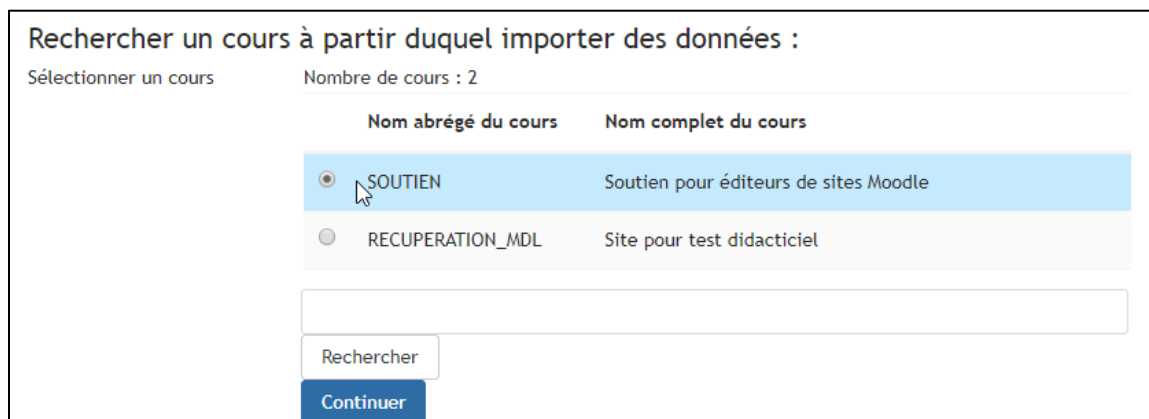 Rechercher un cours à partir duquel importer des données :
Sélectionner un cours Nombre de cours : 2
Nom abrégé du cours Nom complet du cours
SOUTIEN Soutien pour éditeurs de sites Moodle
RECUPERATION_MDL Site pour test didacticiel
Rechercher
Continuer